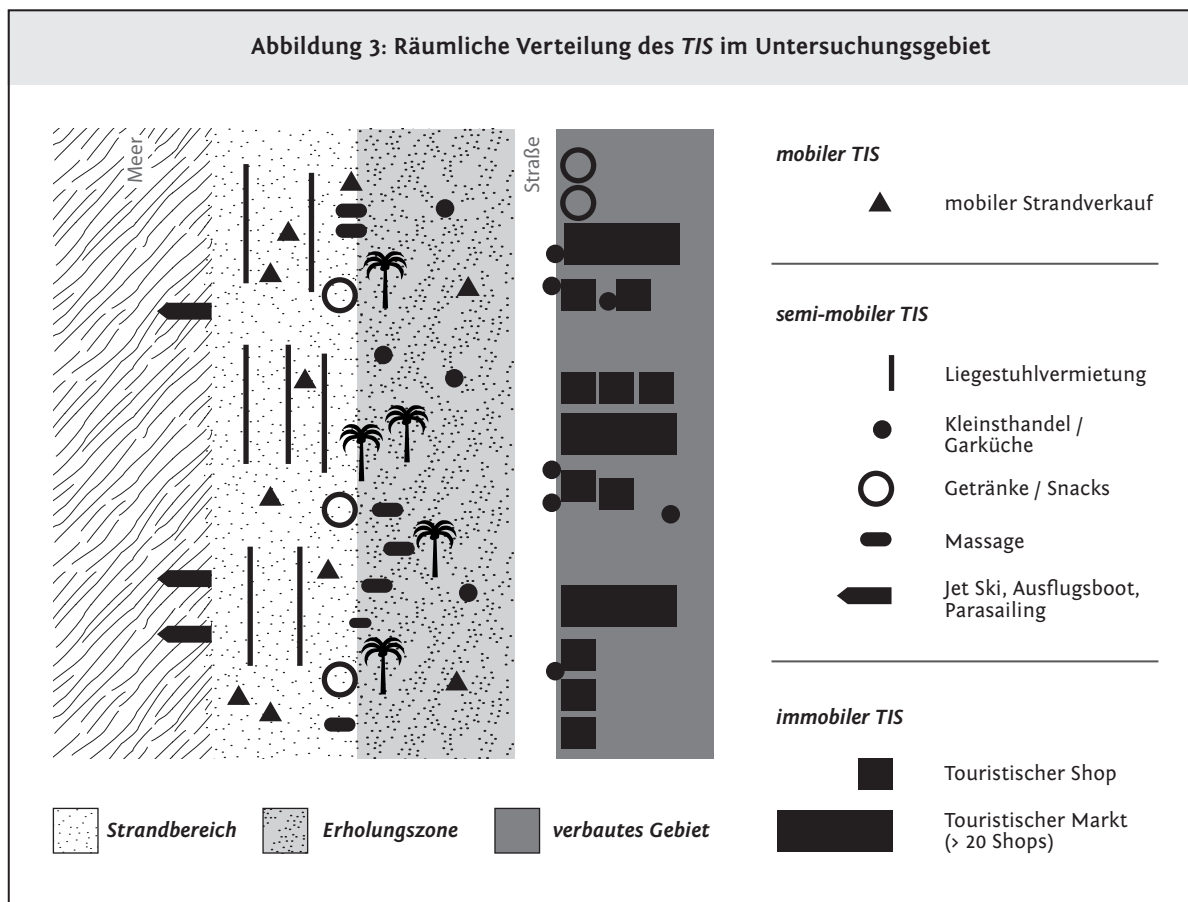 Abbildung 3: Räumliche Verteilung des TIS im Untersuchungsgebiet
Meer
Straße
mobiler TIS
mobiler Strandverkauf
semi-mobiler TIS
Liegestuhlvermietung
Kleinsthandel /
Garküche
Getränke / Snacks
Massage
Jet Ski, Ausflugsboot,
Parasailing
immobiler TIS
Touristischer Shop
Touristischer Markt
(> 20 Shops)
Strandbereich
Erholungszone
verbautes Gebiet